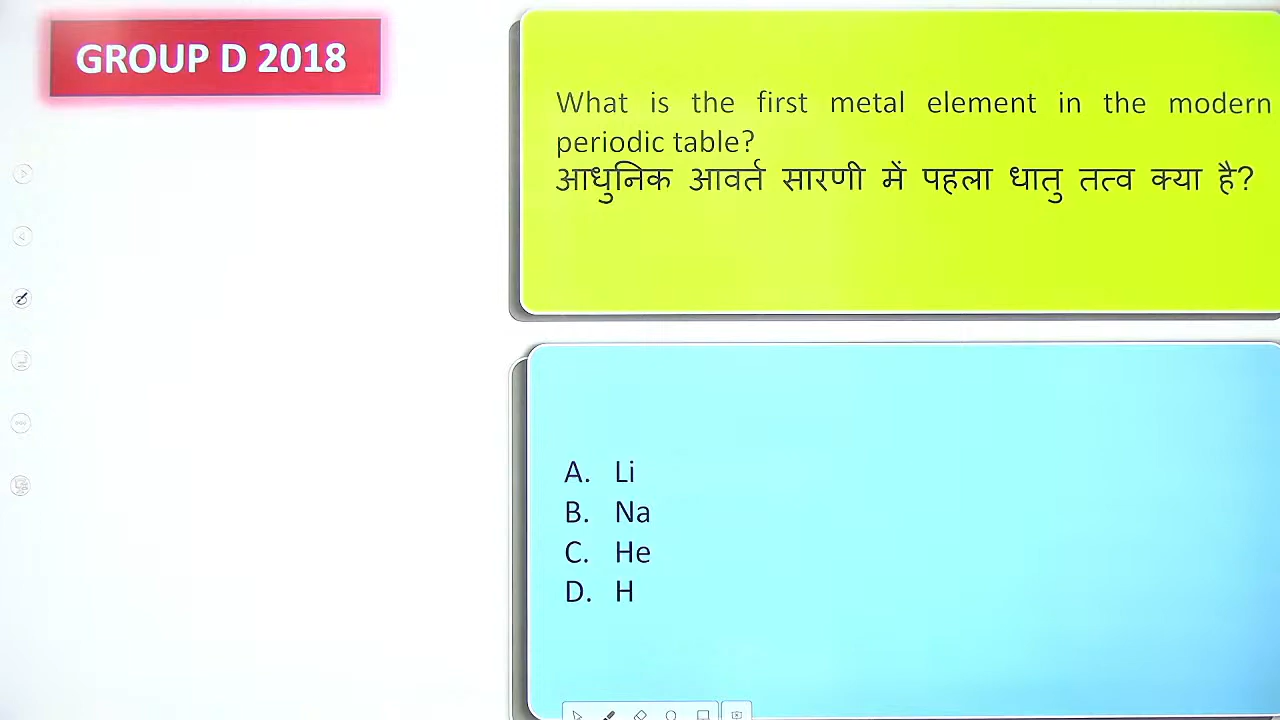 GROUP D 2018
What is the first metal element in the modern
periodic table?
आधुनिक आवर्त सारणी में पहला धातु तत्व क्या है?
A. Li
B. Na
C. He
D. H